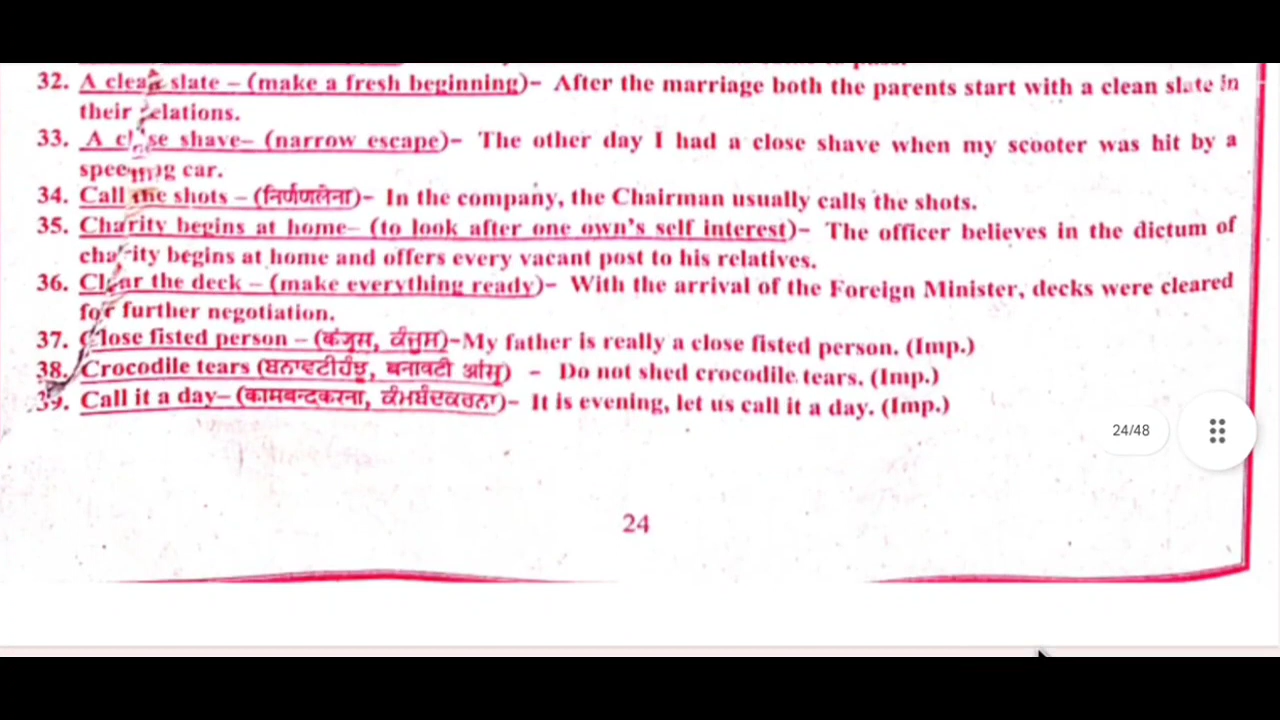 32. A clean slate – (make a fresh beginning)– After the marriage both the parents start with a clean slate in
their relations.
33. A close shave– (narrow escape)– The other day I had a close shave when my scooter was hit by a
speeding car.
34. Call the shots – (निर्णणलेना)– In the company, the Chairman usually calls the shots.
35. Charity begins at home– (to look after one own's self interest)– The officer believes in the dictum of
charity begins at home and offers every vacant post to his relatives.
36. Clear the deck – (make everything ready)– With the arrival of the Foreign Minister, decks were cleared
for further negotiation.
37. Close fisted person – (कंजूस, ਕੰਜੂਸ)–My father is really a close fisted person. (Imp.)
38. Crocodile tears (ਬਨਾਵਟੀਹੰਝੂ, बनावटी आंसू) – Do not shed crocodile tears. (Imp.)
39. Call it a day– (कामबन्दकरना, ਕੰਮਬੰਦਕਰਨਾ)– It is evening, let us call it a day. (Imp.)
24/48
24